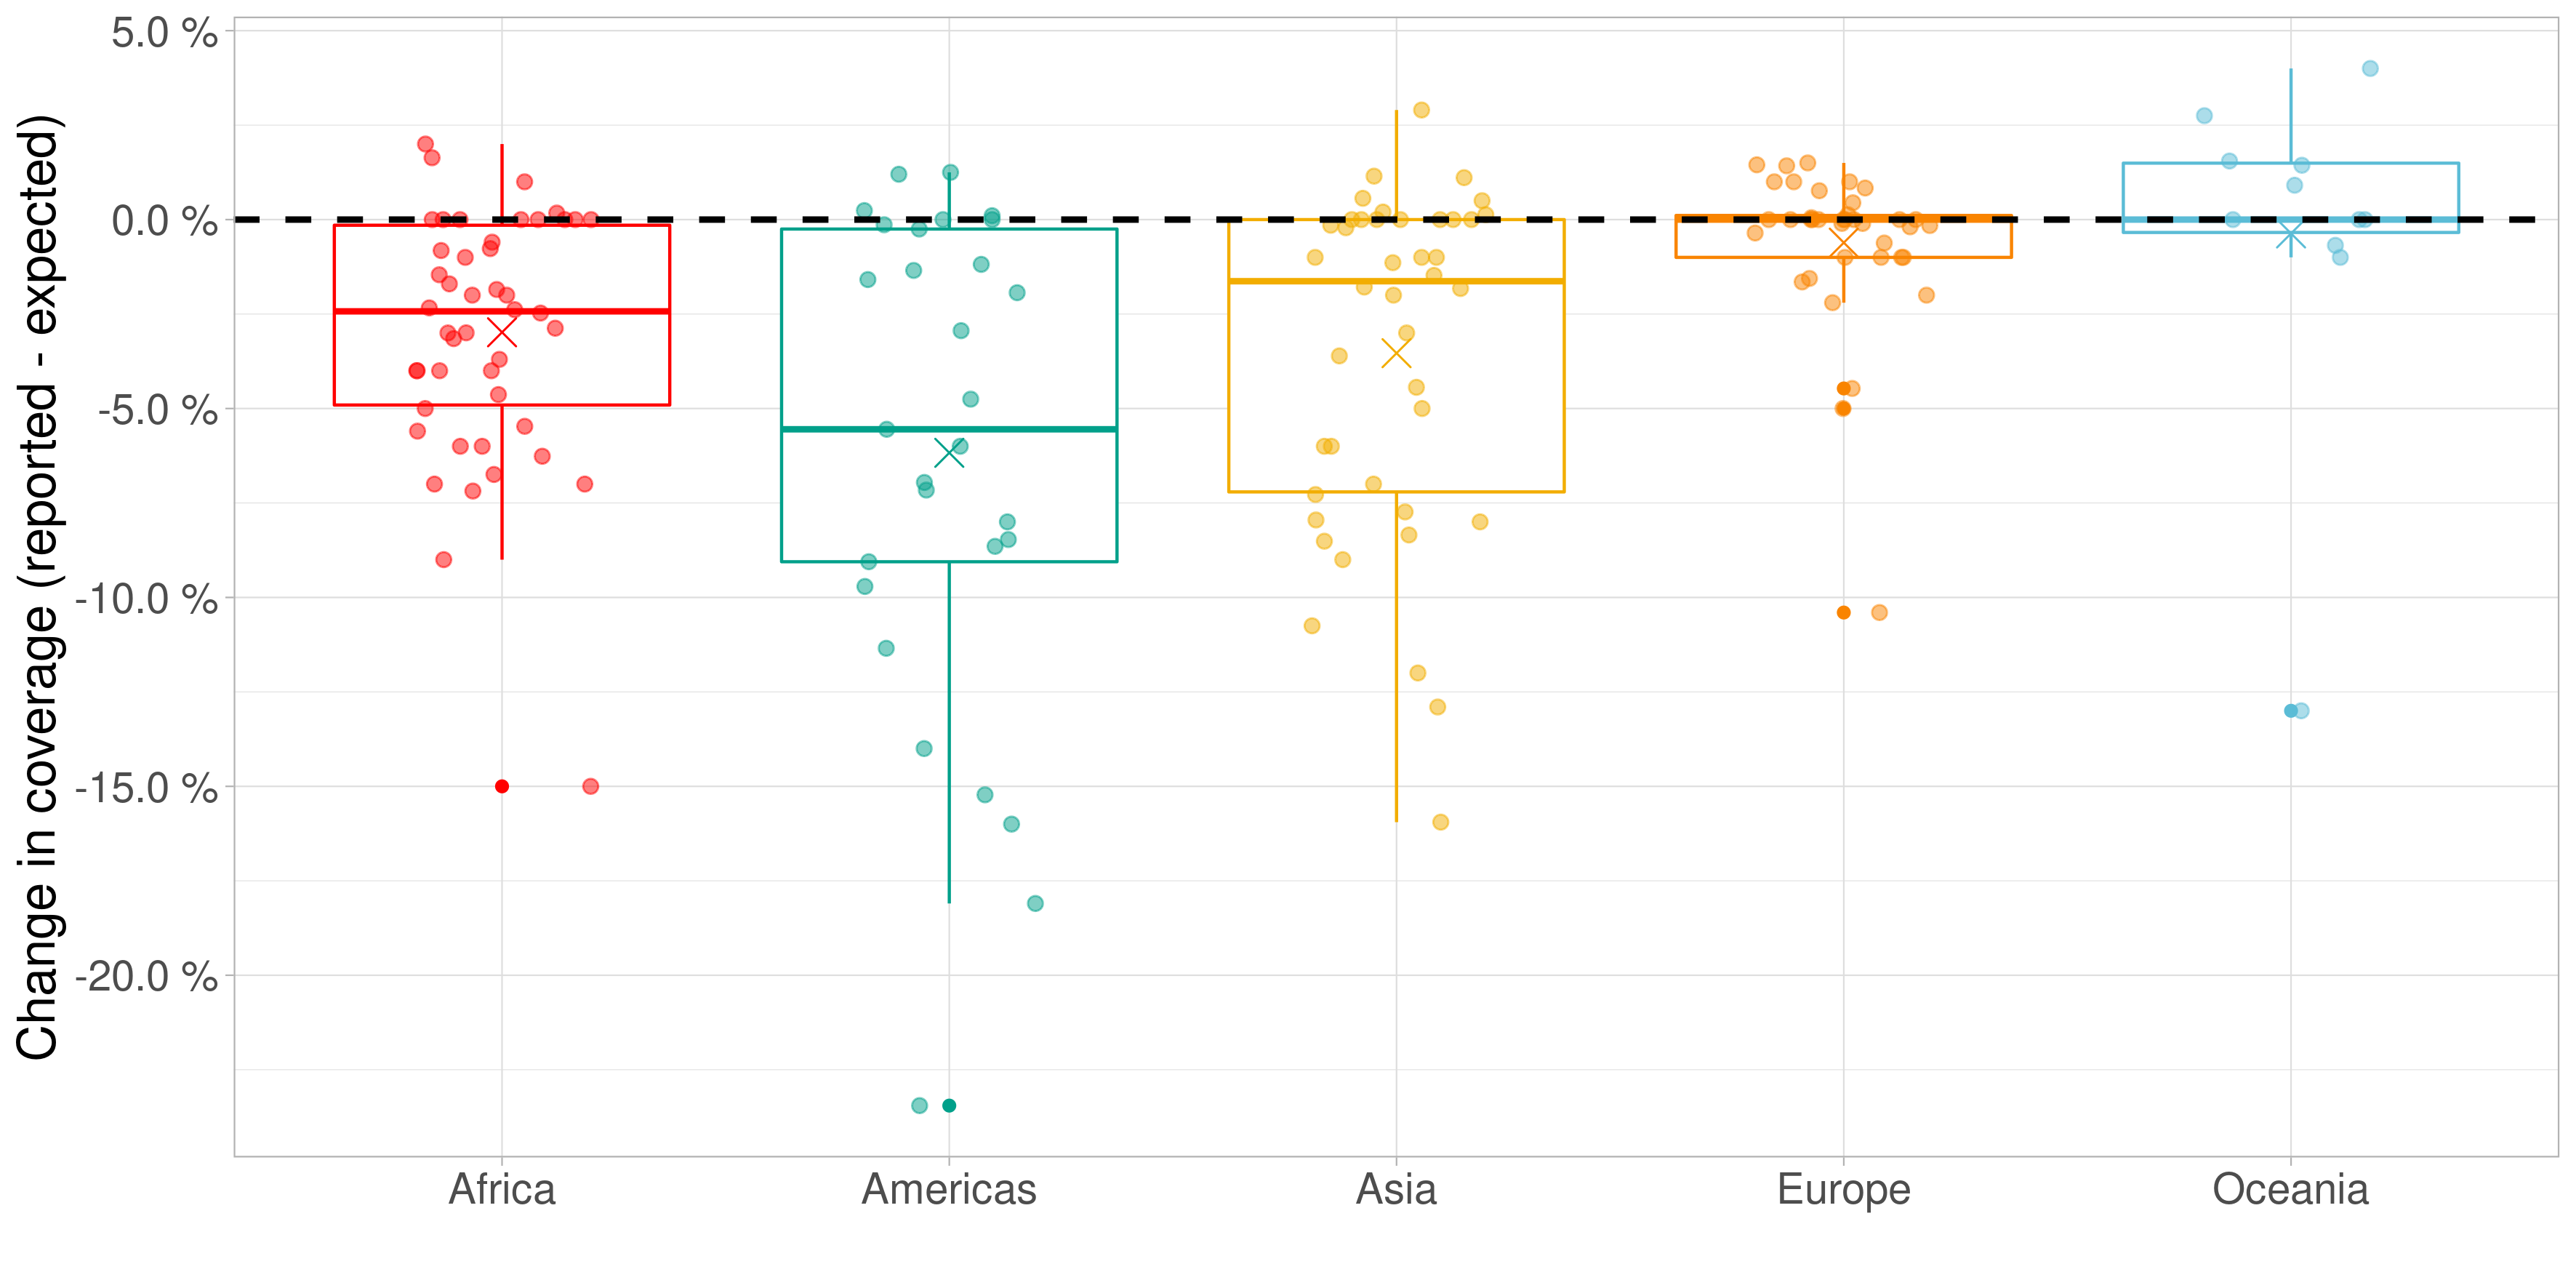 Change in coverage (reported - expected)
5.0 %
0.0 %
-5.0 %
-10.0 %
-15.0 %
-20.0 %
Africa
Americas
Asia
Europe
Oceania